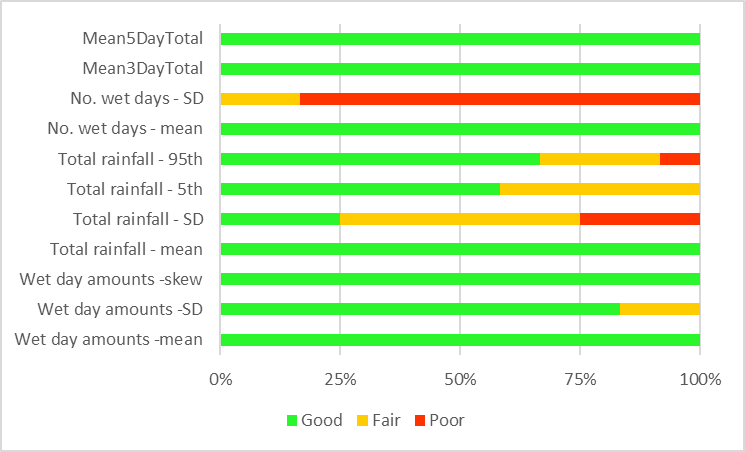 Mean5DayTotal
Mean3DayTotal
No. wet days - SD
No. wet days - mean
Total rainfall - 95th
Total rainfall - 5th
Total rainfall - SD
Total rainfall - mean
Wet day amounts -skew
Wet day amounts -SD
Wet day amounts -mean
0% 25% 50% 75% 100%
Good Fair Poor